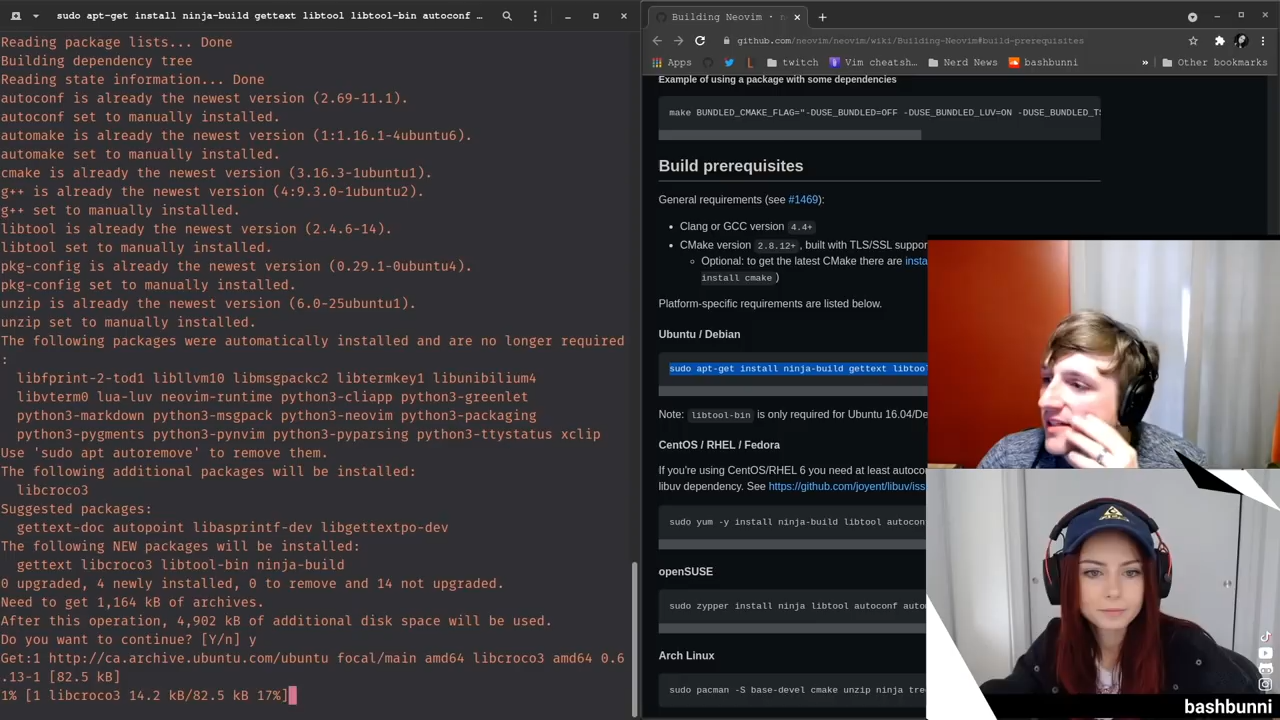 sudo apt-get install ninja-build gettext libtool libtool-bin autoconf …
Reading package lists... Done
Building dependency tree
Reading state information... Done
autoconf is already the newest version (2.69-11.1).
autoconf set to manually installed.
automake is already the newest version (1:1.16.1-4ubuntu6).
automake set to manually installed.
cmake is already the newest version (3.16.3-1ubuntu1).
g++ is already the newest version (4:9.3.0-1ubuntu2).
g++ set to manually installed.
libtool is already the newest version (2.4.6-14).
libtool set to manually installed.
pkg-config is already the newest version (0.29.1-0ubuntu4).
pkg-config set to manually installed.
unzip is already the newest version (6.0-25ubuntu1).
unzip set to manually installed.
The following packages were automatically installed and are no longer required
:
libfprint-2-tod1 libllvm10 libmsgpackc2 libtermkey1 libunibilium4
libvterm0 lua-luv neovim-runtime python3-cliapp python3-greenlet
python3-markdown python3-msgpack python3-neovim python3-packaging
python3-pygments python3-pynvim python3-pyparsing python3-ttystatus xclip
Use 'sudo apt autoremove' to remove them.
The following additional packages will be installed:
libcroco3
Suggested packages:
gettext-doc autopoint libasprintf-dev libgettextpo-dev
The following NEW packages will be installed:
gettext libcroco3 libtool-bin ninja-build
0 upgraded, 4 newly installed, 0 to remove and 14 not upgraded.
Need to get 1,164 kB of archives.
After this operation, 4,902 kB of additional disk space will be used.
Do you want to continue? [Y/n] y
Get:1 http://ca.archive.ubuntu.com/ubuntu focal/main amd64 libcroco3 amd64 0.6
.13-1 [82.5 kB]
1% [1 libcroco3 14.2 kB/82.5 kB 17%]
Building Neovim ·
github.com/neovim/neovim/wiki/Building-Neovim#build-prerequisites
Apps twitch Vim cheatsh… Nerd News bashbunni » Other bookmarks
Example of using a package with some dependencies
make BUNDLED_CMAKE_FLAG="-DUSE_BUNDLED=OFF -DUSE_BUNDLED_LUV=ON -DUSE_BUNDLED_TS
Build prerequisites
General requirements (see #1469):
Clang or GCC version 4.4+
CMake version 2.8.12+, built with TLS/SSL suppor
Optional: to get the latest CMake there are insta
install cmake )
Platform-specific requirements are listed below.
Ubuntu / Debian
sudo apt-get install ninja-build gettext libtool
Note: libtool-bin is only required for Ubuntu 16.04/De
CentOS / RHEL / Fedora
If you're using CentOS/RHEL 6 you need at least autoco
libuv dependency. See https://github.com/joyent/libuv/iss
sudo yum -y install ninja-build libtool autocon
openSUSE
sudo zypper install ninja libtool autoconf auto
Arch Linux
sudo pacman -S base-devel cmake unzip ninja tre
bashbunni